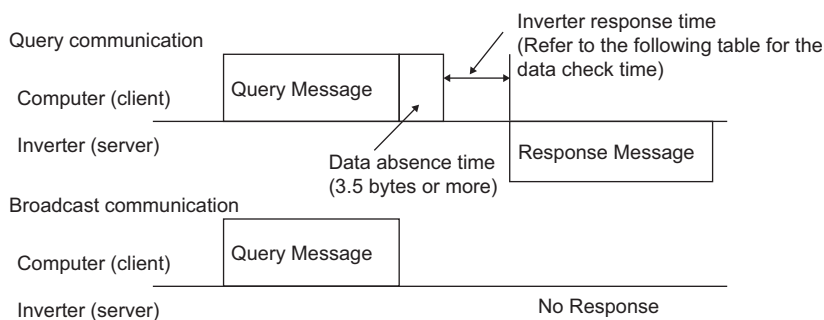 Inverter response time
(Refer to the following table for the
data check time)
Query communication
Query Message
Computer (client)
Inverter (server)
Data absence time
(3.5 bytes or more)
Response Message
Broadcast communication
Query Message
Computer (client)
Inverter (server)
No Response